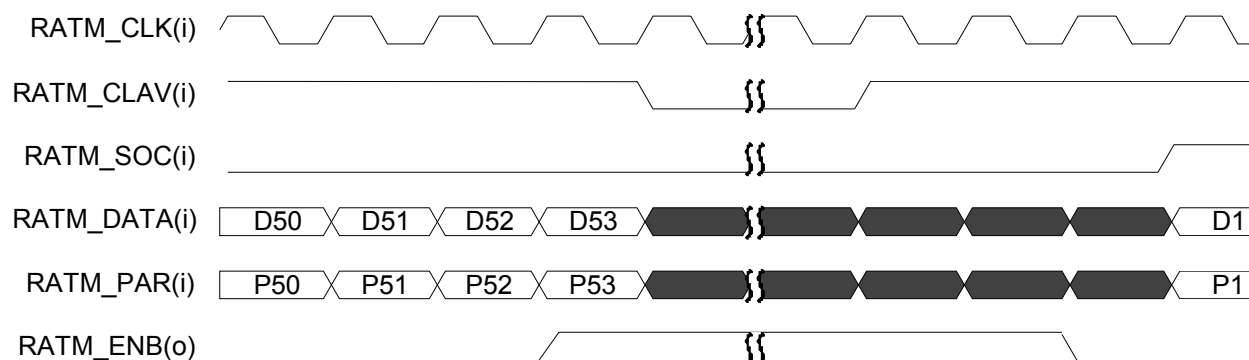 RATM_CLK(i)
RATM_CLAV(i)
RATM_SOC(i)
RATM_DATA(i) D50 D51 D52 D53 D1
RATM_PAR(i) P50 P51 P52 P53 P1
RATM_ENB(o)